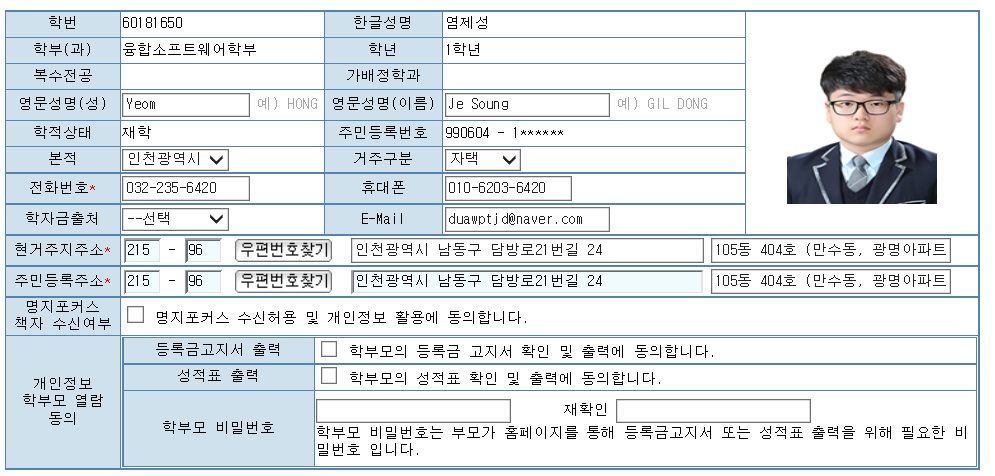 학번 60181650 한글성명 염제성
학부(과) 융합소프트웨어학부 학년 1학년
복수전공 가배정학과
영문성명(성) Yeom 예) HONG 영문성명(이름) Je Soung 예) GIL DONG
학적상태 재학 주민등록번호 990604 - 1******
본적 인천광역시 거주구분 자택
전화번호* 032-235-6420 휴대폰 010-6203-6420
학자금출처 --선택 E-Mail duawptjd@naver.com
현거주지주소* 215 - 96 우편번호찾기 인천광역시 남동구 담방로21번길 24 105동 404호 (만수동, 광명아파트
주민등록주소* 215 - 96 우편번호찾기 인천광역시 남동구 담방로21번길 24 105동 404호 (만수동, 광명아파트
명지포커스
책자 수신여부 명지포커스 수신허용 및 개인정보 활용에 동의합니다.
개인정보
학부모 열람
동의
등록금고지서 출력 학부모의 등록금 고지서 확인 및 출력에 동의합니다.
성적표 출력 학부모의 성적표 확인 및 출력에 동의합니다.
학부모 비밀번호 재확인
학부모 비밀번호는 부모가 홈페이지를 통해 등록금고지서 또는 성적표 출력을 위해 필요한 비
밀번호 입니다.